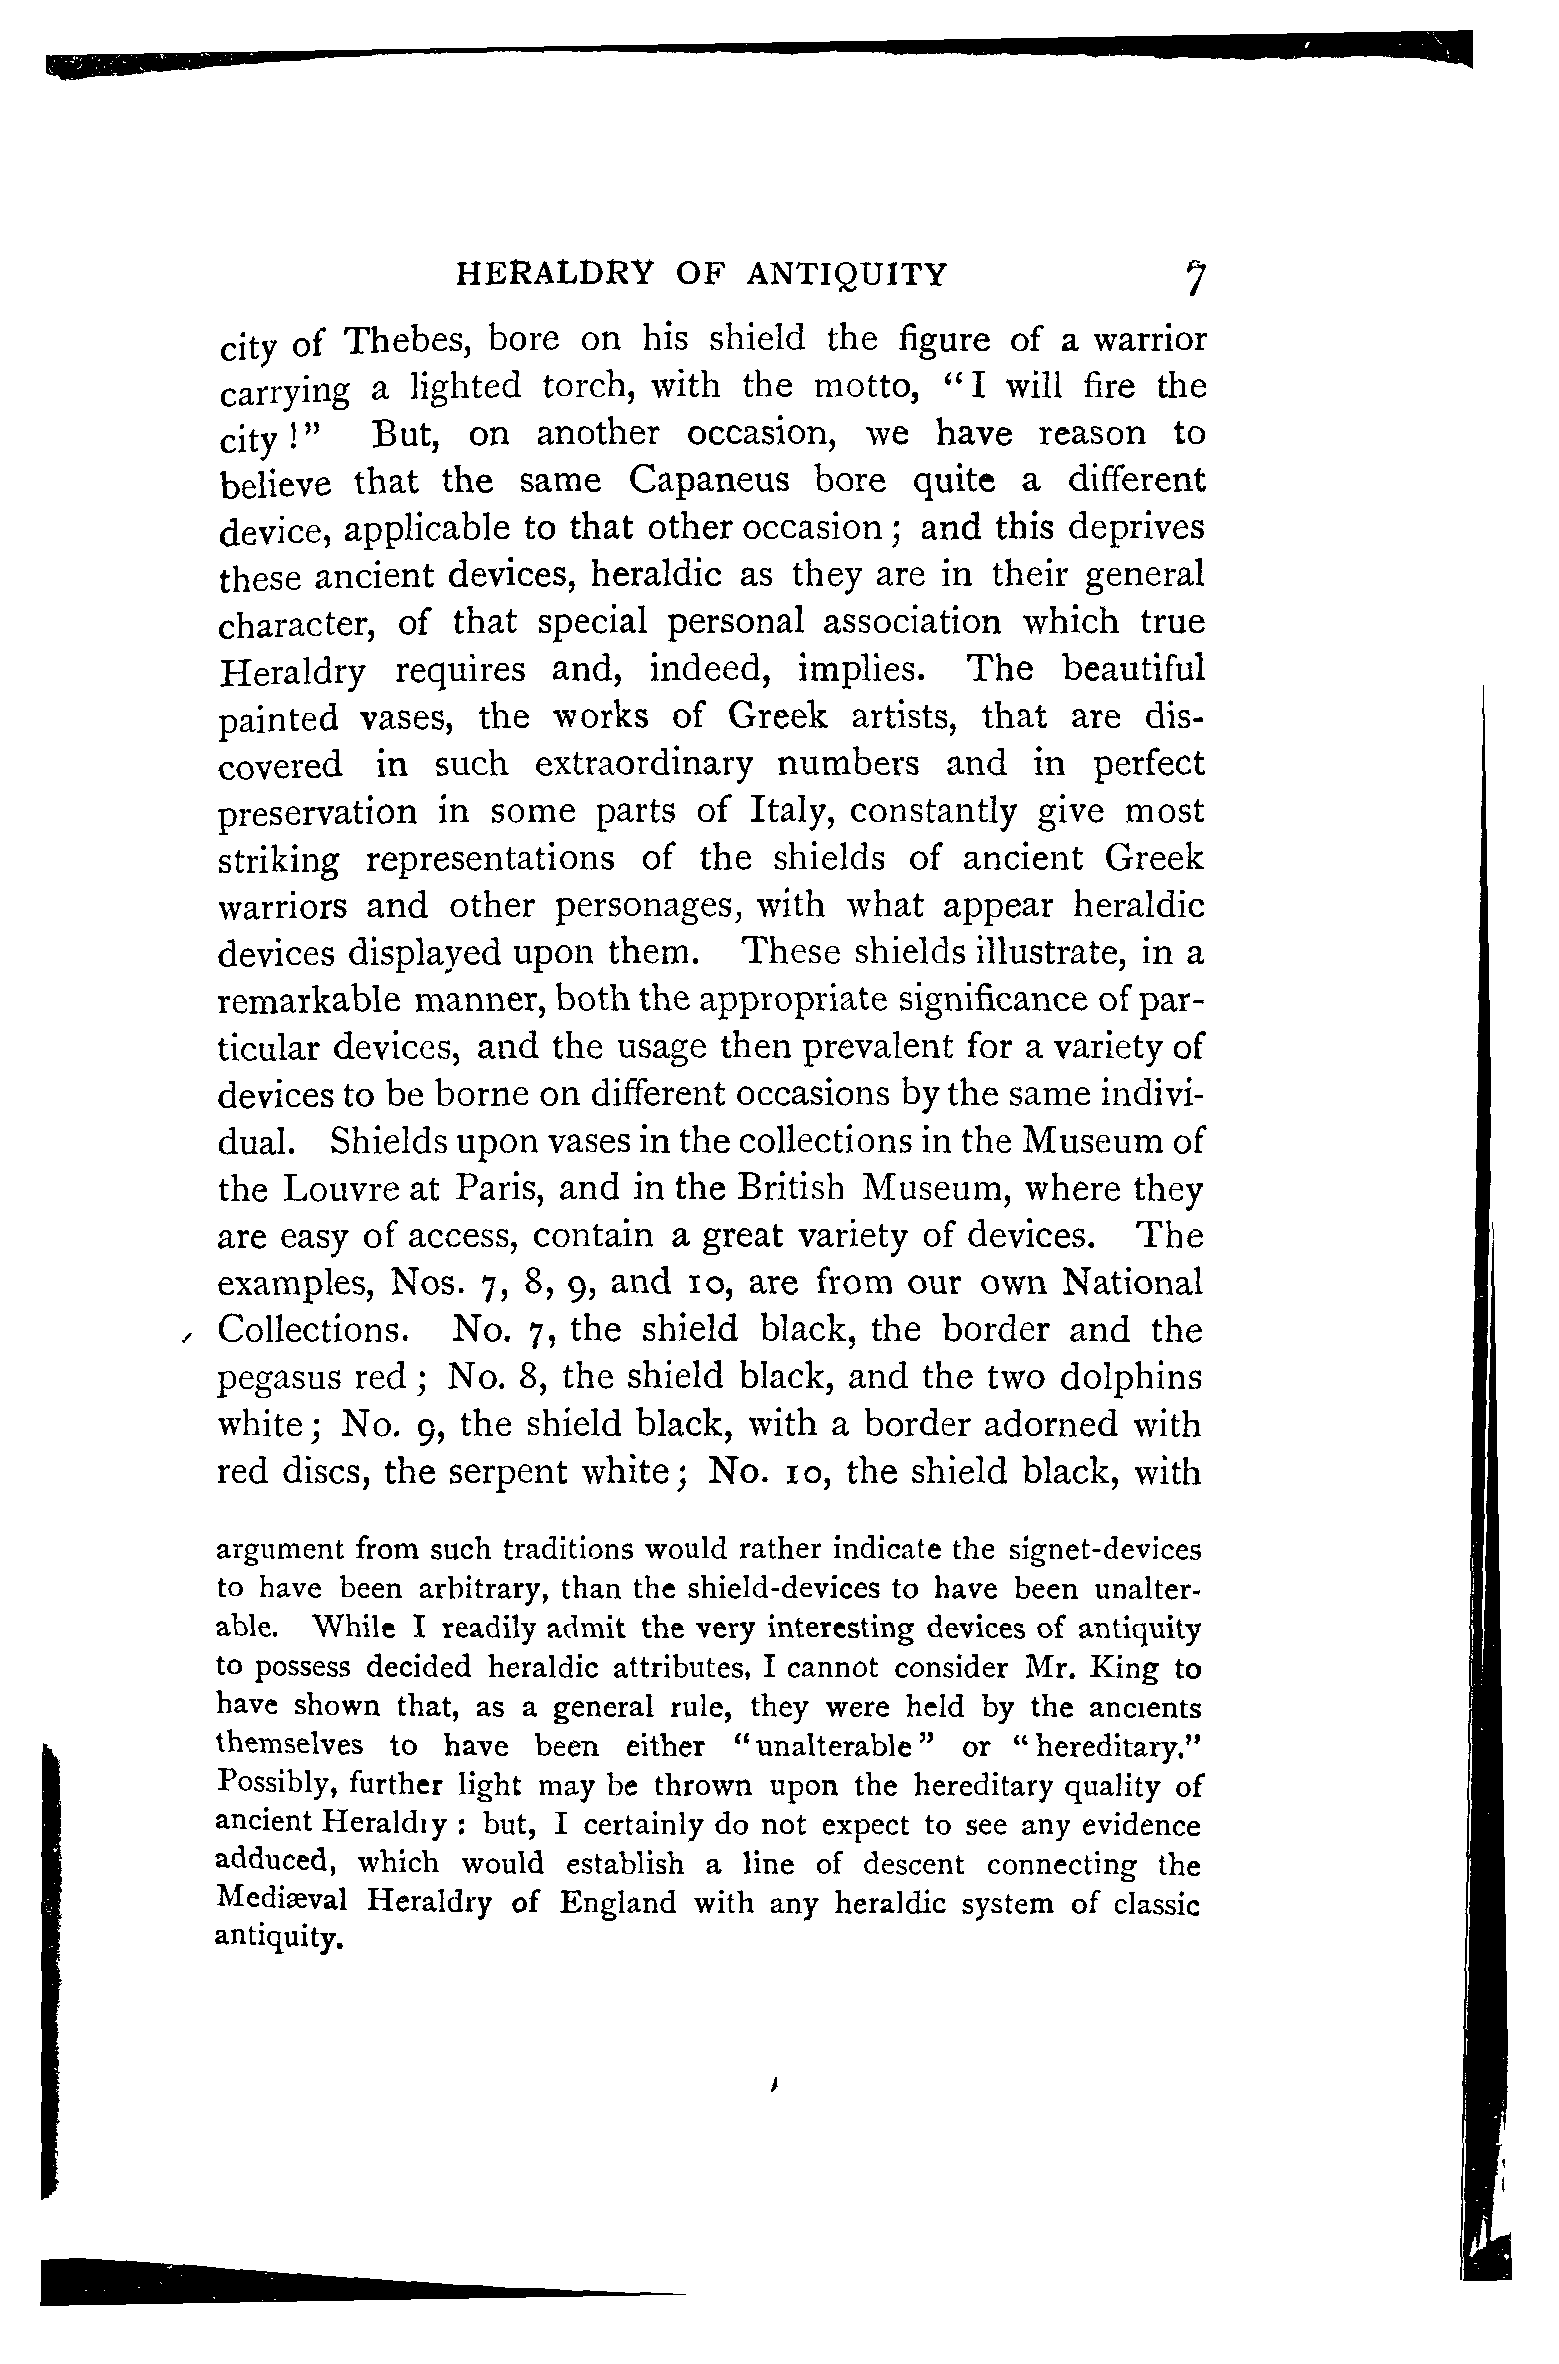 HERALDRY OF ANTIQUITY 7
city of Thebes, bore on his shield the figure of a warrior
carrying a lighted torch, with the motto, “I will fire the
city!” But, on another occasion, we have reason to
believe that the same Capaneus bore quite a different
device, applicable to that other occasion; and this deprives
these ancient devices, heraldic as they are in their general
character, of that special personal association which true
Heraldry requires and, indeed, implies. The beautiful
painted vases, the works of Greek artists, that are dis-
covered in such extraordinary numbers and in perfect
preservation in some parts of Italy, constantly give most
striking representations of the shields of ancient Greek
warriors and other personages, with what appear heraldic
devices displayed upon them. These shields illustrate, in a
remarkable manner, both the appropriate significance of par-
ticular devices, and the usage then prevalent for a variety of
devices to be borne on different occasions by the same indivi-
dual. Shields upon vases in the collections in the Museum of
the Louvre at Paris, and in the British Museum, where they
are easy of access, contain a great variety of devices. The
examples, Nos. 7, 8, 9, and 10, are from our own National
Collections. No. 7, the shield black, the border and the
pegasus red; No. 8, the shield black, and the two dolphins
white; No. 9, the shield black, with a border adorned with
red discs, the serpent white; No. 10, the shield black, with
argument from such traditions would rather indicate the signet-devices
to have been arbitrary, than the shield-devices to have been unalter-
able. While I readily admit the very interesting devices of antiquity
to possess decided heraldic attributes, I cannot consider Mr. King to
have shown that, as a general rule, they were held by the ancients
themselves to have been either “unalterable” or “hereditary.”
Possibly, further light may be thrown upon the hereditary quality of
ancient Heraldry: but, I certainly do not expect to see any evidence
adduced, which would establish a line of descent connecting the
Mediæval Heraldry of England with any heraldic system of classic
antiquity.